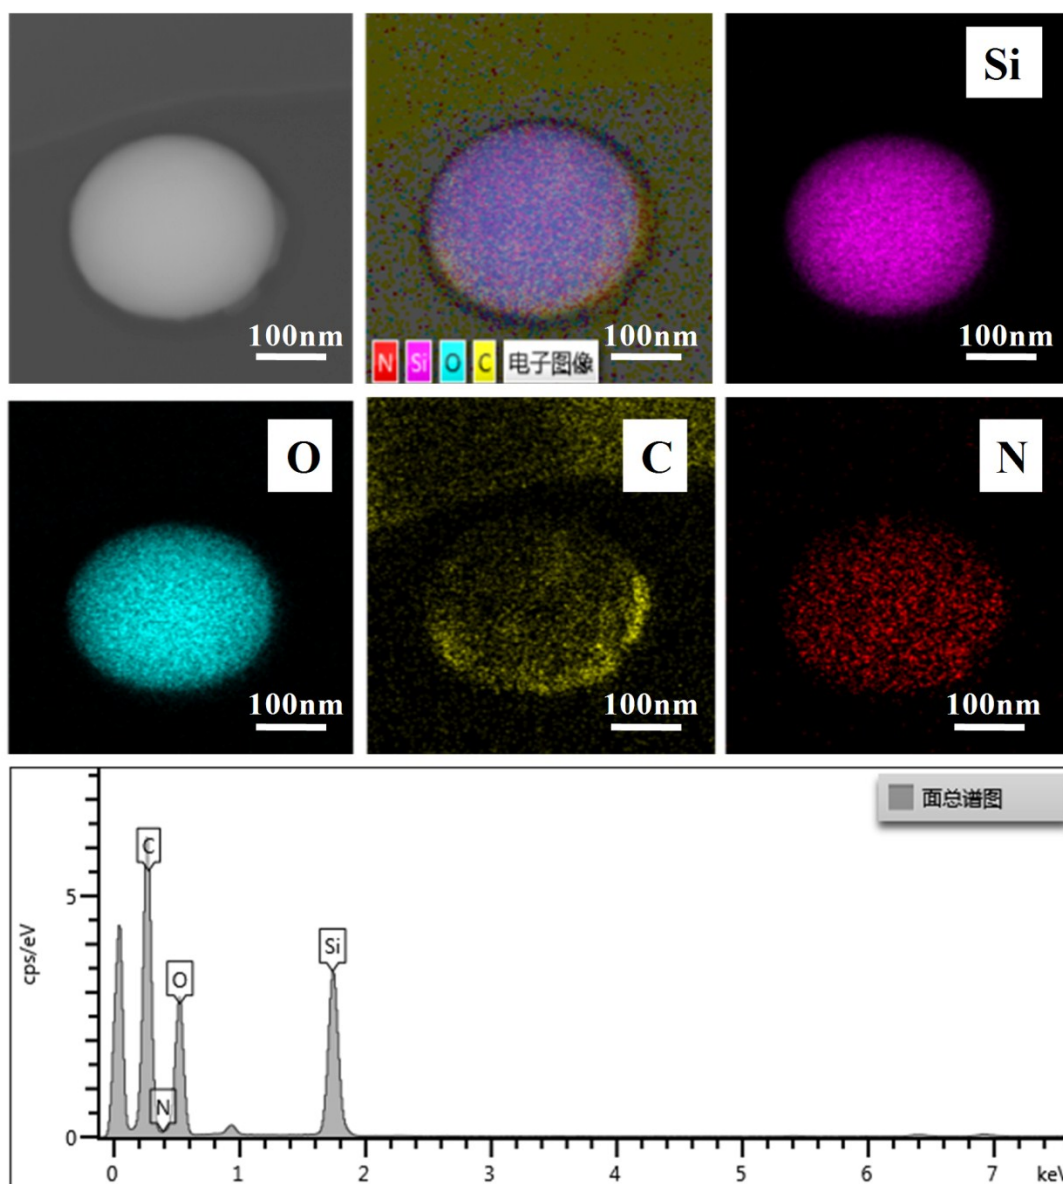 100nm
N Si O C 电子图像
100nm
Si
100nm
O
100nm
C
100nm
N
100nm
面总谱图
cps/eV
5
0
C
N
O
Si
0 1 2 3 4 5 6 7 keV